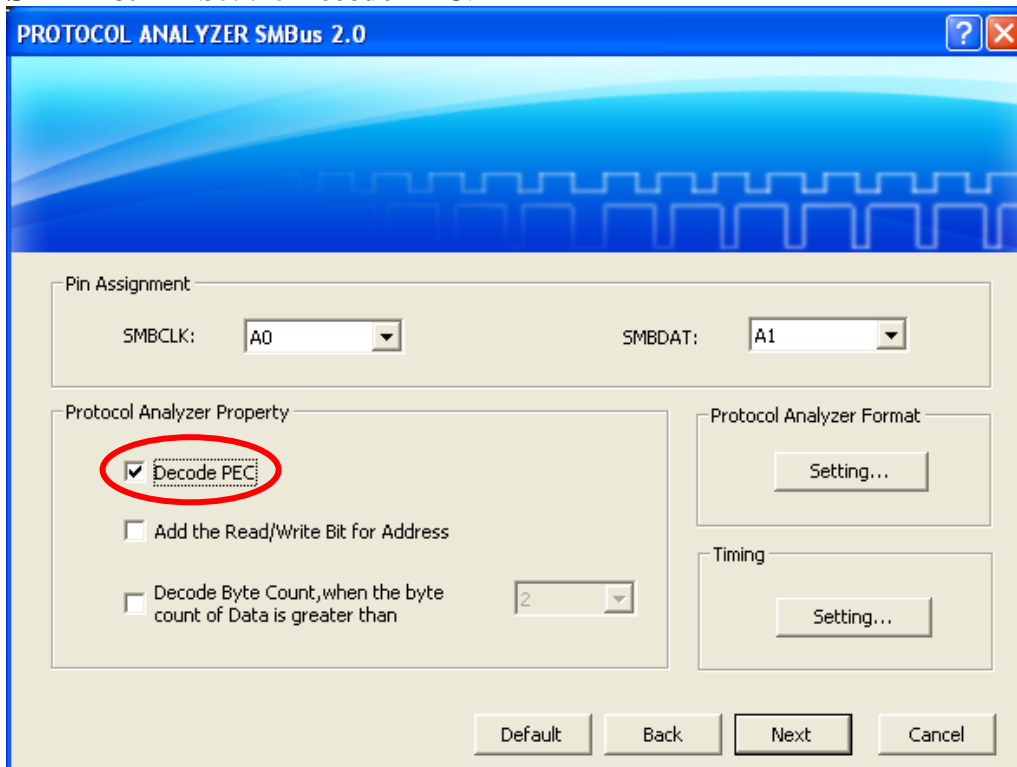 PROTOCOL ANALYZER SMBus 2.0
Pin Assignment
SMBCLK: A0 SMBDAT: A1
Protocol Analyzer Property Protocol Analyzer Format
Decode PEC Setting...
Add the Read/Write Bit for Address
Timing
Decode Byte Count,when the byte 2
count of Data is greater than Setting...
Default Back Next Cancel